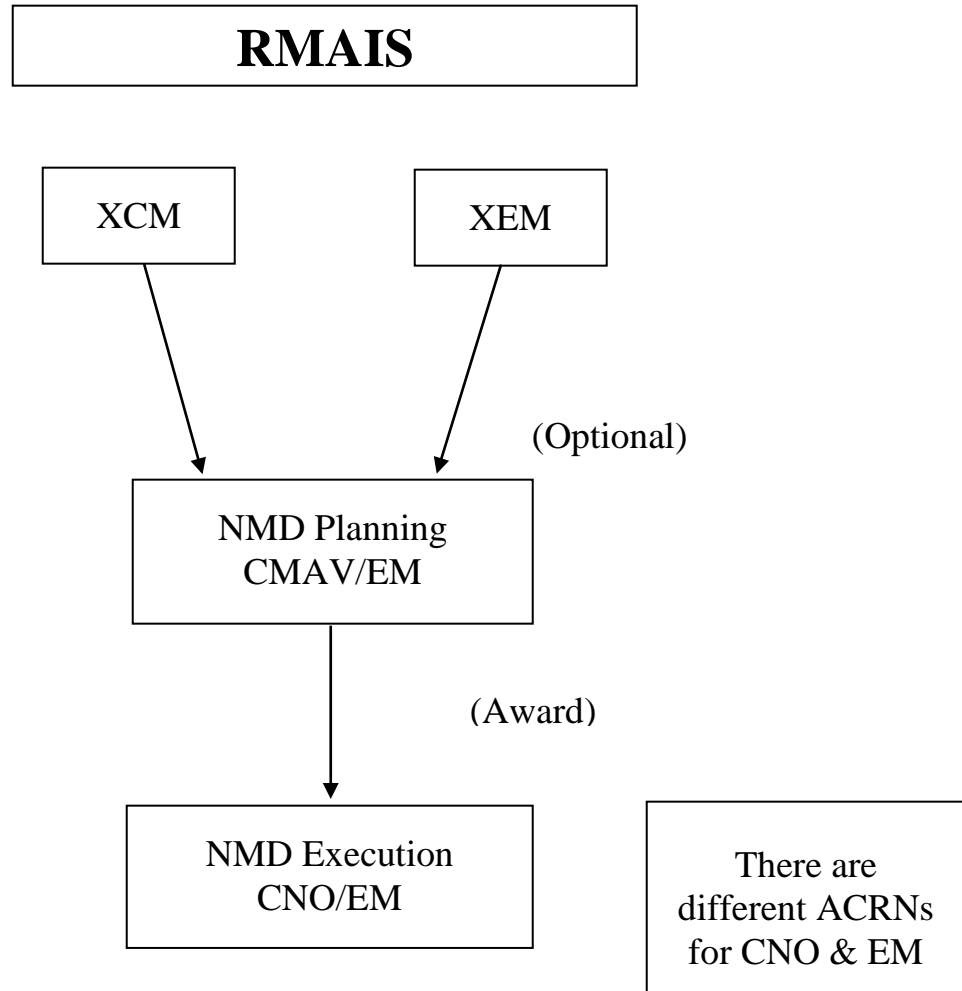 RMAIS
XCM
XEM
(Optional)
NMD Planning
CMAV/EM
(Award)
NMD Execution
CNO/EM
There are
different ACRNs
for CNO & EM